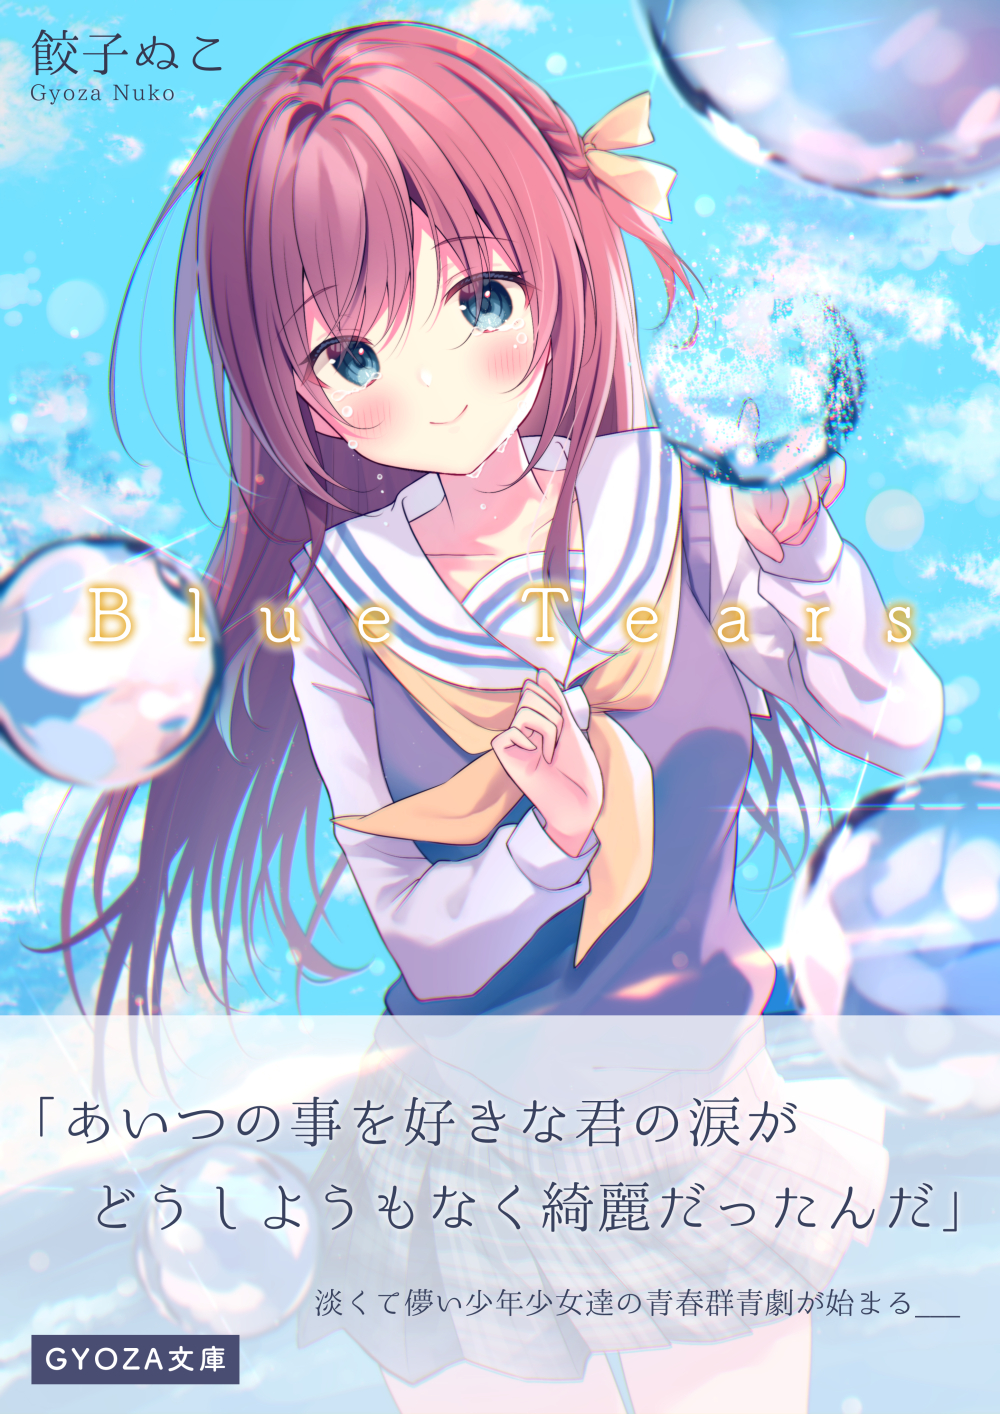 餃子ぬこ
Gyoza Nuko
Blue Tears
「あいつの事を好きな君の涙が
どうしようもなく綺麗だったんだ」
淡くて儚い少年少女達の青春群青劇が始まる___
GYOZA文庫